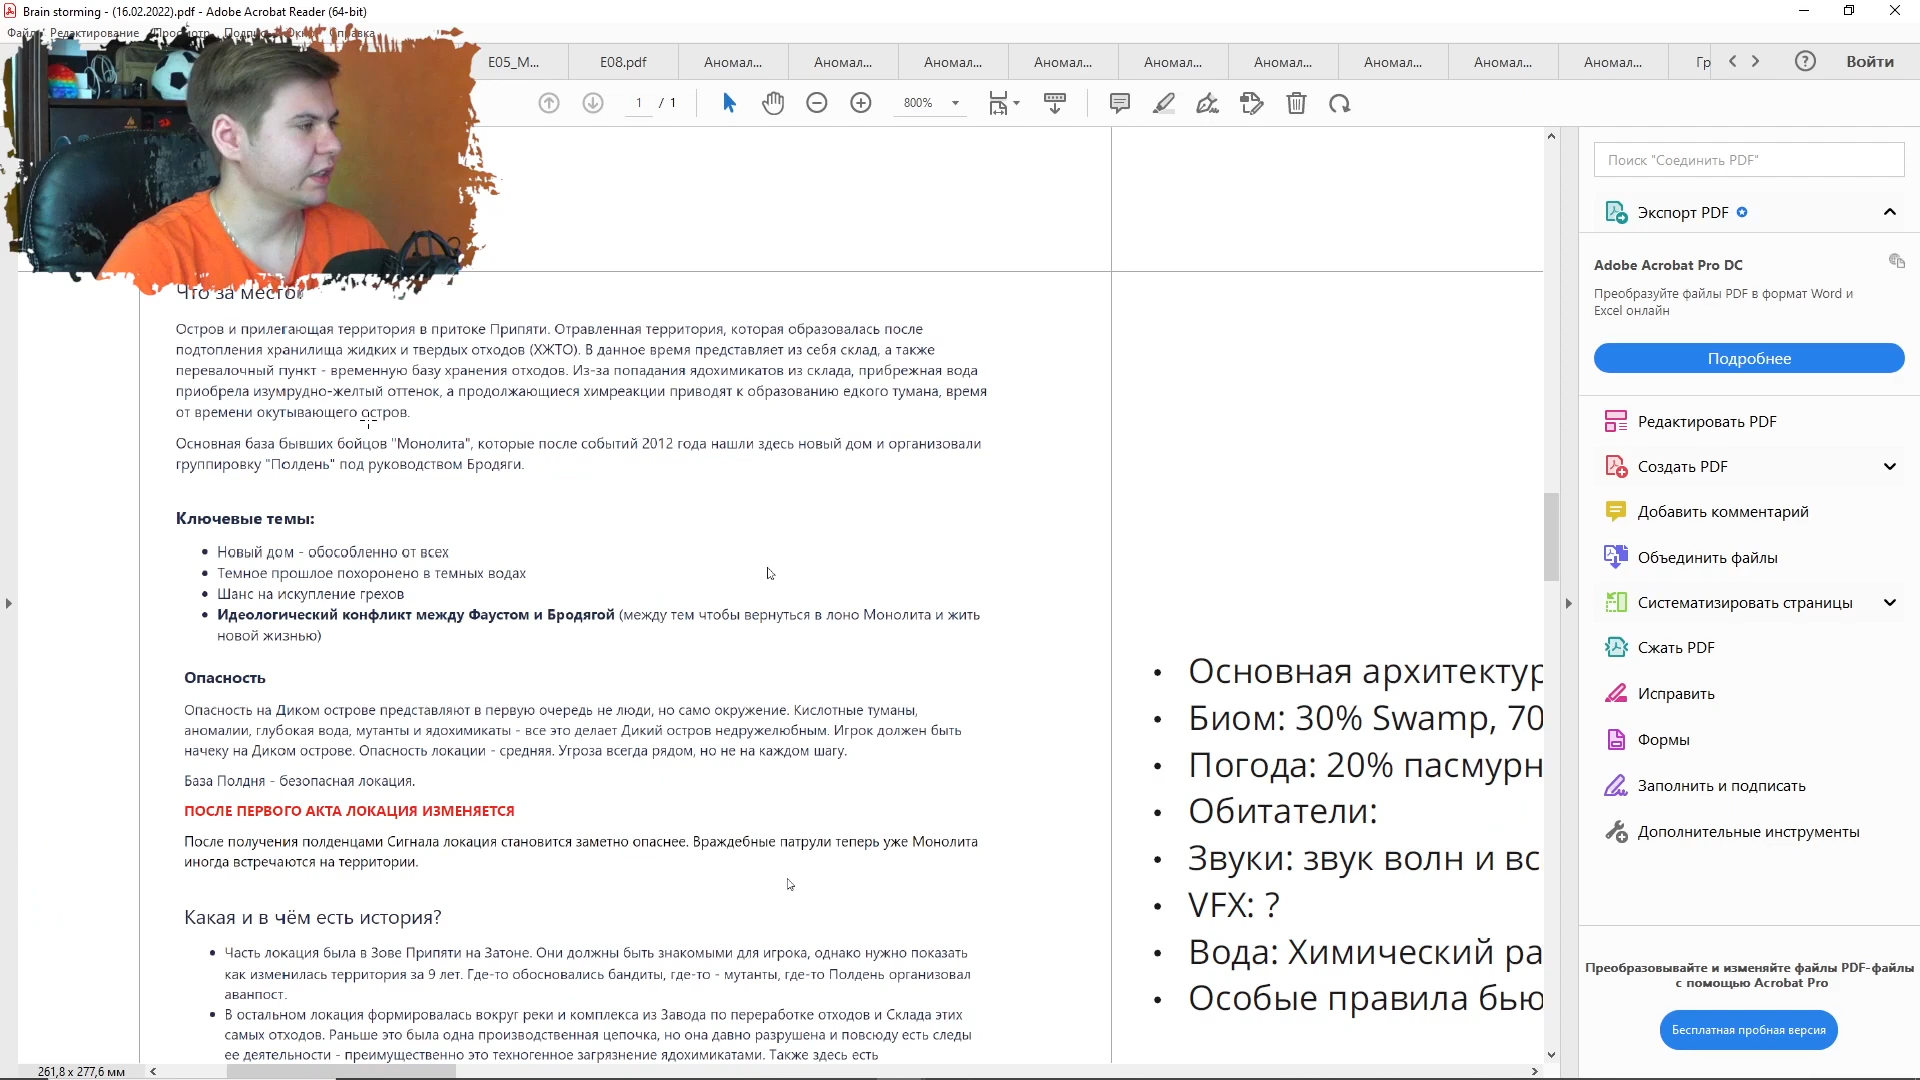 Brain storming - (16.02.2022).pdf - Adobe Acrobat Reader (64-bit)
Файл Редактирование Просмотр Подпись Окно Справка
E05_M... E08.pdf Аномал... Аномал... Аномал... Аномал... Аномал... Аномал... Аномал... Аномал... Аномал... Гр
Войти
1 / 1
800%
Поиск "Соединить PDF"
Экспорт PDF
Adobe Acrobat Pro DC
Преобразуйте файлы PDF в формат Word и
Excel онлайн
Подробнее
Редактировать PDF
Создать PDF
Добавить комментарий
Объединить файлы
Систематизировать страницы
Сжать PDF
Исправить
Формы
Заполнить и подписать
Дополнительные инструменты
Преобразовывайте и изменяйте файлы PDF-файлы
с помощью Acrobat Pro
Бесплатная пробная версия
Что за место?
Остров и прилегающая территория в притоке Припяти. Отравленная территория, которая образовалась после
подтопления хранилища жидких и твердых отходов (ХЖТО). В данное время представляет из себя склад, а также
перевалочный пункт - временную базу хранения отходов. Из-за попадания ядохимикатов из склада, прибрежная вода
приобрела изумрудно-желтый оттенок, а продолжающиеся химреакции приводят к образованию едкого тумана, время
от времени окутывающего остров.
Основная база бывших бойцов "Монолита", которые после событий 2012 года нашли здесь новый дом и организовали
группировку "Полдень" под руководством Бродяги.
Ключевые темы:
• Новый дом - обособленно от всех
• Темное прошлое похоронено в темных водах
• Шанс на искупление грехов
• Идеологический конфликт между Фаустом и Бродягой (между тем чтобы вернуться в лоно Монолита и жить
новой жизнью)
Опасность
Опасность на Диком острове представляют в первую очередь не люди, но само окружение. Кислотные туманы,
аномалии, глубокая вода, мутанты и ядохимикаты - все это делает Дикий остров недружелюбным. Игрок должен быть
начеку на Диком острове. Опасность локации - средняя. Угроза всегда рядом, но не на каждом шагу.
База Полдня - безопасная локация.
ПОСЛЕ ПЕРВОГО АКТА ЛОКАЦИЯ ИЗМЕНЯЕТСЯ
После получения полденцами Сигнала локация становится заметно опаснее. Враждебные патрули теперь уже Монолита
иногда встречаются на территории.
Какая и в чём есть история?
• Часть локация была в Зове Припяти на Затоне. Они должны быть знакомыми для игрока, однако нужно показать
как изменилась территория за 9 лет. Где-то обосновались бандиты, где-то - мутанты, где-то Полдень организовал
аванпост.
• В остальном локация формировалась вокруг реки и комплекса из Завода по переработке отходов и Склада этих
самых отходов. Раньше это была одна производственная цепочка, но она давно разрушена и повсюду есть следы
ее деятельности - преимущественно это техногенное загрязнение ядохимикатами. Также здесь есть
• Основная архитектур
• Биом: 30% Swamp, 70
• Погода: 20% пасмурн
• Обитатели:
• Звуки: звук волн и вс
• VFX: ?
• Вода: Химический ра
• Особые правила бью
261,8 x 277,6 мм